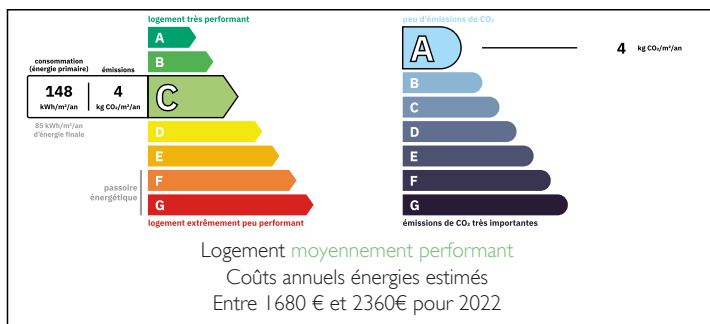 logement très performant
A
B
consommation
(énergie primaire)
émissions
148
kWh/m²/an
4
kg CO₂/m²/an
C
85 kWh/m²/an
d'énergie finale
D
E
passoire
énergétique
F
G
logement extrêmement peu performant
peu d'émissions de CO₂
A
4 kg CO₂/m²/an
B
C
D
E
F
G
émissions de CO₂ très importantes
Logement moyennement performant
Coûts annuels énergies estimés
Entre 1680 € et 2360€ pour 2022